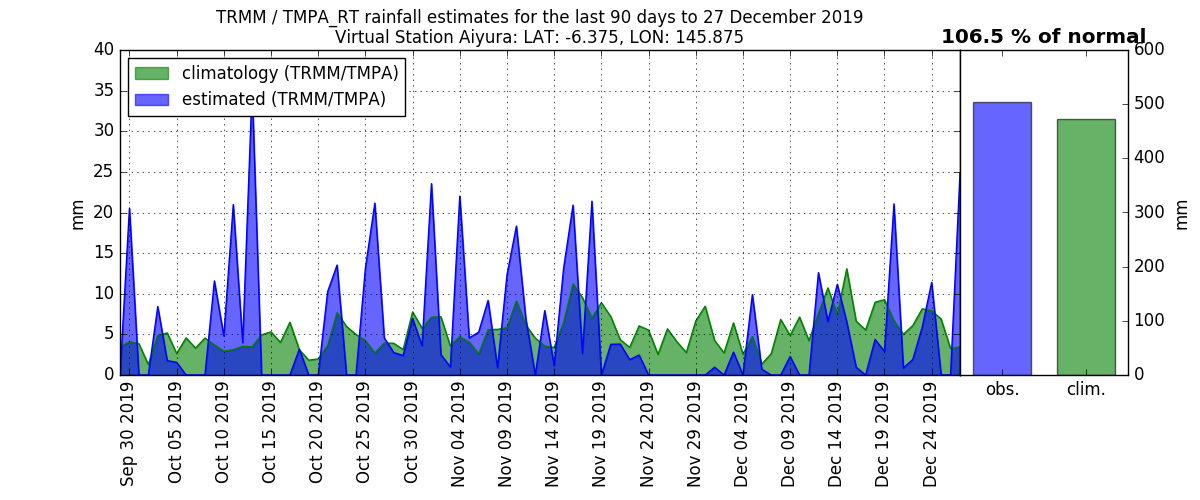 TRMM / TMPA_RT rainfall estimates for the last 90 days to 27 December 2019
Virtual Station Aiyura: LAT: -6.375, LON: 145.875
106.5 % of normal
climatology (TRMM/TMPA)
estimated (TRMM/TMPA)
40
35
30
25
20
15
10
5
0
mm
600
500
400
300
200
100
0
mm
Sep 30 2019
Oct 05 2019
Oct 10 2019
Oct 15 2019
Oct 20 2019
Oct 25 2019
Oct 30 2019
Nov 04 2019
Nov 09 2019
Nov 14 2019
Nov 19 2019
Nov 24 2019
Nov 29 2019
Dec 04 2019
Dec 09 2019
Dec 14 2019
Dec 19 2019
Dec 24 2019
obs.
clim.